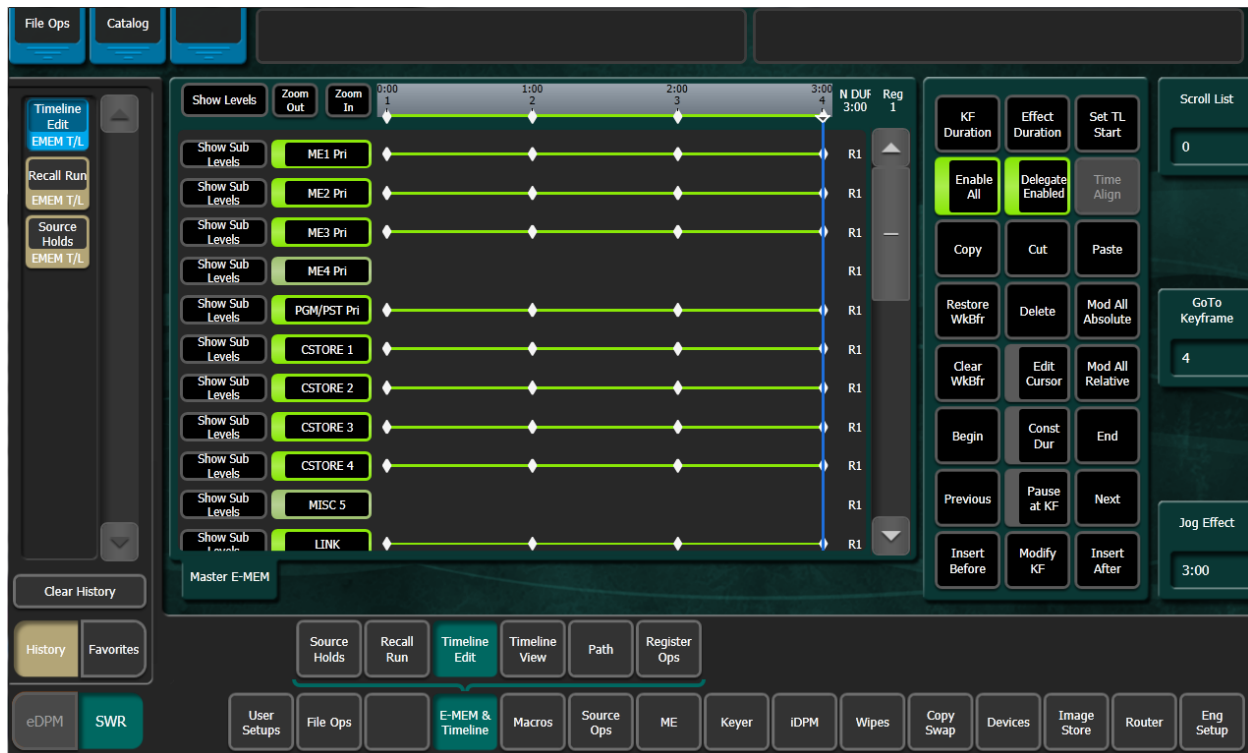 File Ops
Catalog
Timeline
Edit
EMEM T/L
Recall Run
EMEM T/L
Source
Holds
EMEM T/L
Clear History
History
Favorites
eDPM
SWR
Show Levels
Zoom
Out
Zoom
In
0:00
1:00
2:00
3:00
1
2
3
4
N DUF
3:00
Reg
1
Show Sub
Levels
ME1 Pri
R1
Show Sub
Levels
ME2 Pri
R1
Show Sub
Levels
ME3 Pri
R1
Show Sub
Levels
ME4 Pri
R1
Show Sub
Levels
PGM/PST Pri
R1
Show Sub
Levels
CSTORE 1
R1
Show Sub
Levels
CSTORE 2
R1
Show Sub
Levels
CSTORE 3
R1
Show Sub
Levels
CSTORE 4
R1
Show Sub
Levels
MISC 5
R1
Show Sub
Levels
LINK
R1
Master E-MEM
KF
Duration
Effect
Duration
Set TL
Start
Enable
All
Delegate
Enabled
Time
Align
Copy
Cut
Paste
Restore
WkBfr
Delete
Mod All
Absolute
Clear
WkBfr
Edit
Cursor
Mod All
Relative
Begin
Const
Dur
End
Previous
Pause
at KF
Next
Insert
Before
Modify
KF
Insert
After
Scroll List
0
GoTo
Keyframe
4
Jog Effect
3:00
Source
Holds
Recall
Run
Timeline
Edit
Timeline
View
Path
Register
Ops
User
Setups
File Ops
E-MEM &
Timeline
Macros
Source
Ops
ME
Keyer
iDPM
Wipes
Copy
Swap
Devices
Image
Store
Router
Eng
Setup